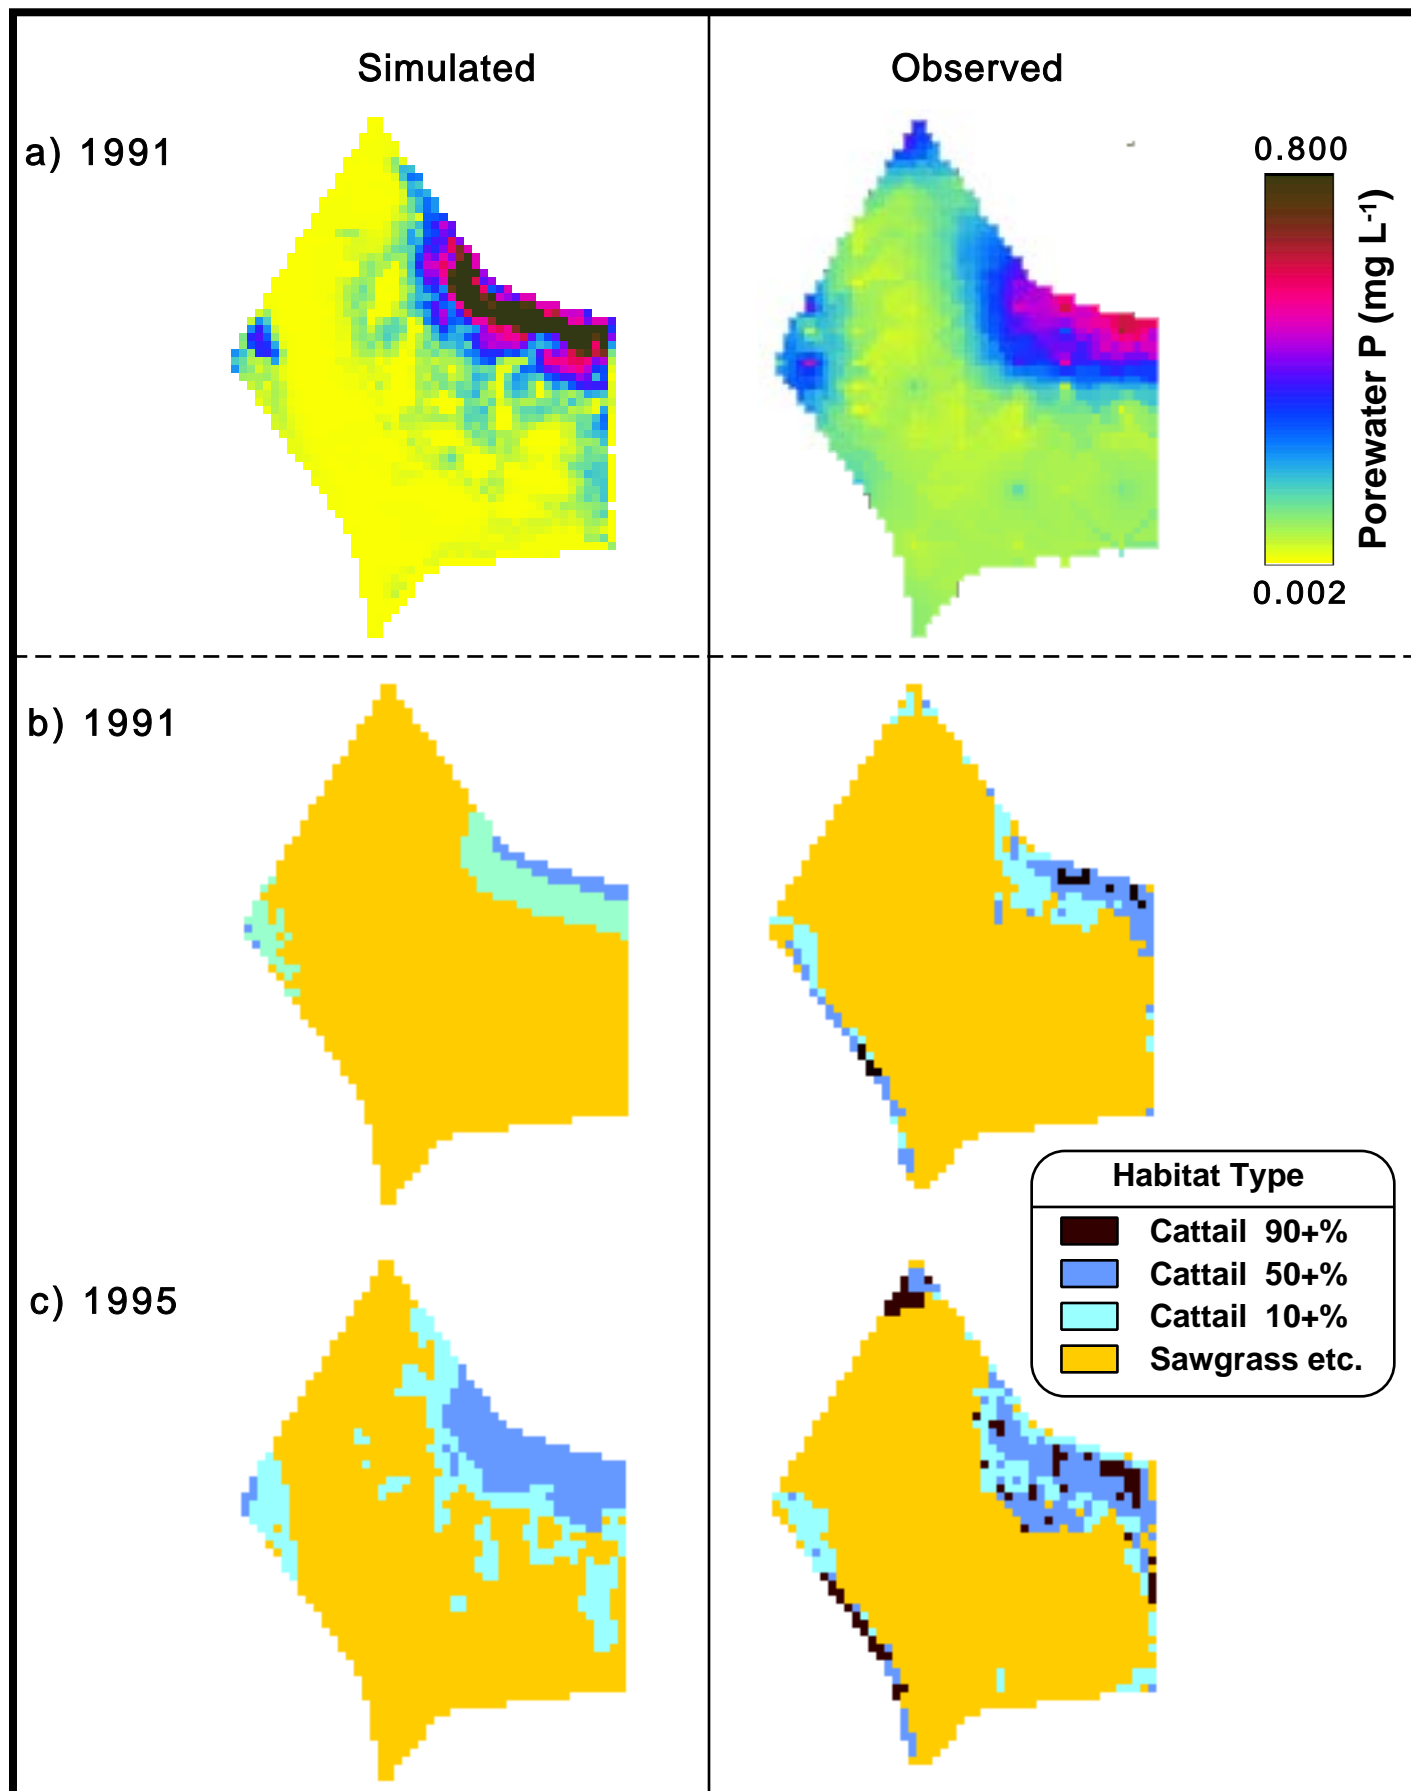 Simulated
Observed
a) 1991
0.800
Porewater P (mg L-1)
0.002
b) 1991
Habitat Type
Cattail 90+%
Cattail 50+%
Cattail 10+%
Sawgrass etc.
c) 1995